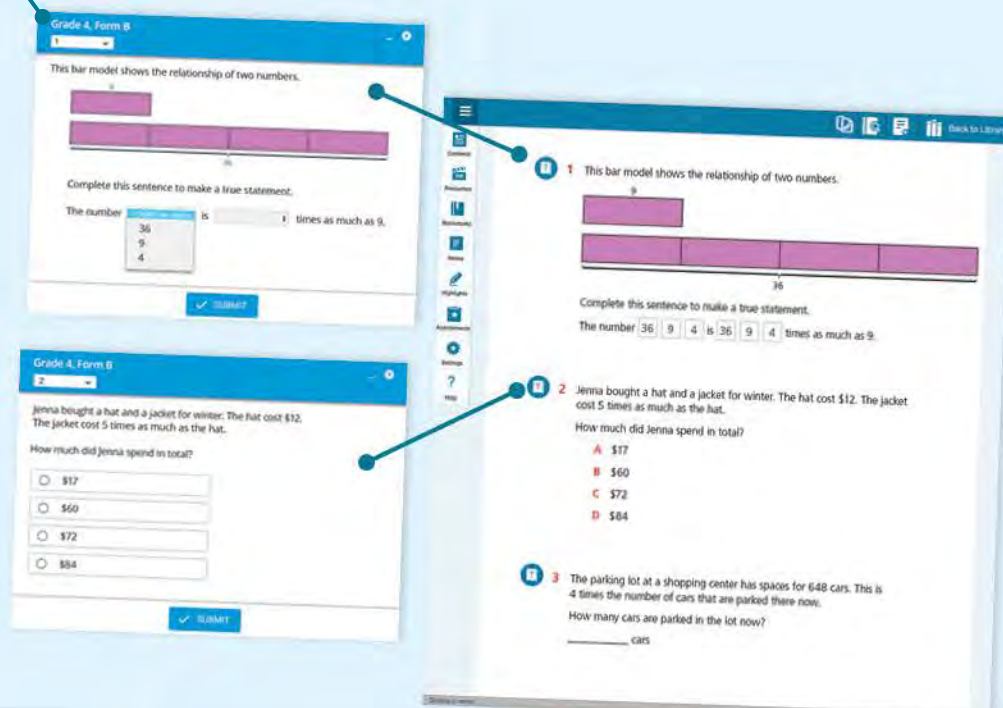 Grade 4, Form B
1
This bar model shows the relationship of two numbers.
9
36
Complete this sentence to make a true statement.
The number is times as much as 9.
36
9
4
SUBMIT
Grade 4, Form B
2
Jenna bought a hat and a jacket for winter. The hat cost $12.
The jacket cost 5 times as much as the hat.
How much did Jenna spend in total?
$17
$60
$72
$84
SUBMIT
Back to Librar
Contents
Resources
Bookmarks
Notes
Highlights
Assessments
Settings
? Help
1 This bar model shows the relationship of two numbers.
9
36
Complete this sentence to make a true statement.
The number 36 9 4 is 36 9 4 times as much as 9.
2 Jenna bought a hat and a jacket for winter. The hat cost $12. The jacket
cost 5 times as much as the hat.
How much did Jenna spend in total?
A $17
B $60
C $72
D $84
3 The parking lot at a shopping center has spaces for 648 cars. This is
4 times the number of cars that are parked there now.
How many cars are parked in the lot now?
cars